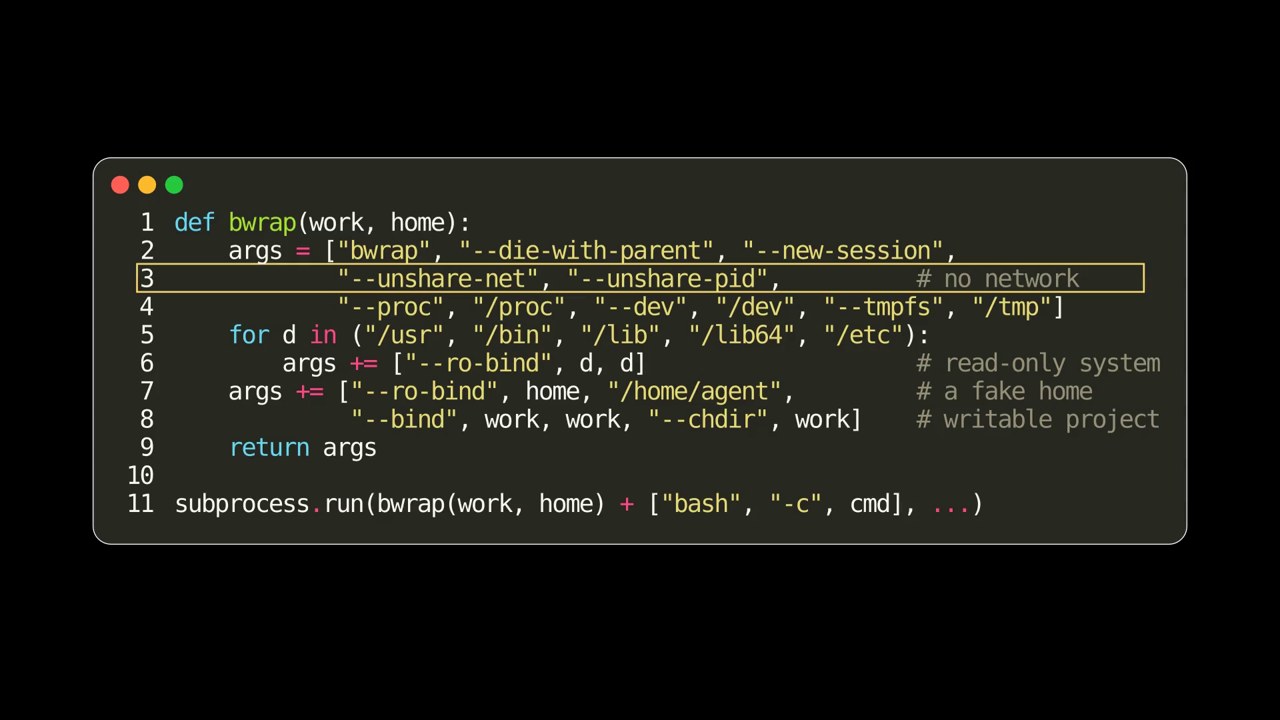 1 def bwrap(work, home):
2     args = ["bwrap", "--die-with-parent", "--new-session",
3             "--unshare-net", "--unshare-pid",          # no network
4             "--proc", "/proc", "--dev", "/dev", "--tmpfs", "/tmp"]
5     for d in ("/usr", "/bin", "/lib", "/lib64", "/etc"):
6         args += ["--ro-bind", d, d]                    # read-only system
7     args += ["--ro-bind", home, "/home/agent",         # a fake home
8             "--bind", work, work, "--chdir", work]    # writable project
9     return args
10
11 subprocess.run(bwrap(work, home) + ["bash", "-c", cmd], ...)